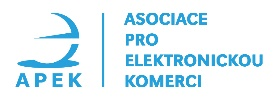 APEK
ASOCIACE
PRO
ELEKTRONICKOU
KOMERCI